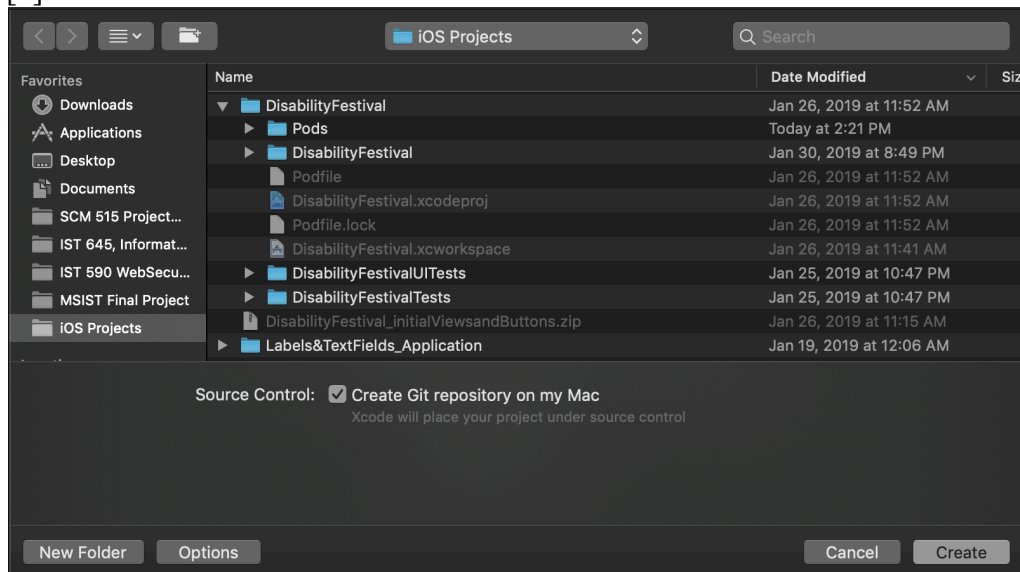 iOS Projects
Search
Favorites
Name Date Modified Siz
Downloads
DisabilityFestival Jan 26, 2019 at 11:52 AM
Applications
Pods Today at 2:21 PM
Desktop
DisabilityFestival Jan 30, 2019 at 8:49 PM
Documents
Podfile Jan 26, 2019 at 11:52 AM
SCM 515 Project...
DisabilityFestival.xcodeproj Jan 26, 2019 at 11:52 AM
Podfile.lock Jan 26, 2019 at 11:52 AM
IST 645, Informat...
DisabilityFestival.xcworkspace Jan 26, 2019 at 11:41 AM
IST 590 WebSecu...
DisabilityFestivalUITests Jan 25, 2019 at 10:47 PM
MSIST Final Project
DisabilityFestivalTests Jan 25, 2019 at 10:47 PM
iOS Projects
DisabilityFestival_initialViewsandButtons.zip Jan 26, 2019 at 11:15 AM
Labels&TextFields_Application Jan 19, 2019 at 12:06 AM
Source Control: Create Git repository on my Mac
Xcode will place your project under source control
New Folder Options Cancel Create